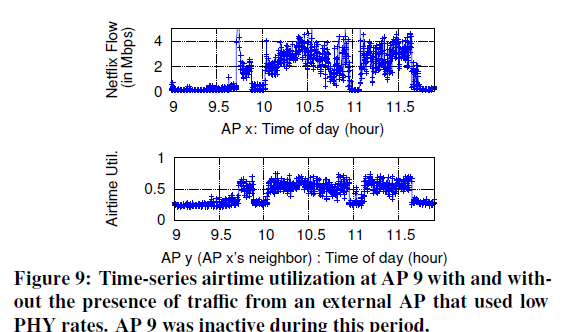 Netflix Flow
(in Mbps)
4
2
0
9 9.5 10 10.5 11 11.5
AP x: Time of day (hour)
Airtime Util.
1
0.5
0
9 9.5 10 10.5 11 11.5
AP y (AP x's neighbor) : Time of day (hour)
Figure 9: Time-series airtime utilization at AP 9 with and with-
out the presence of traffic from an external AP that used low
PHY rates. AP 9 was inactive during this period.